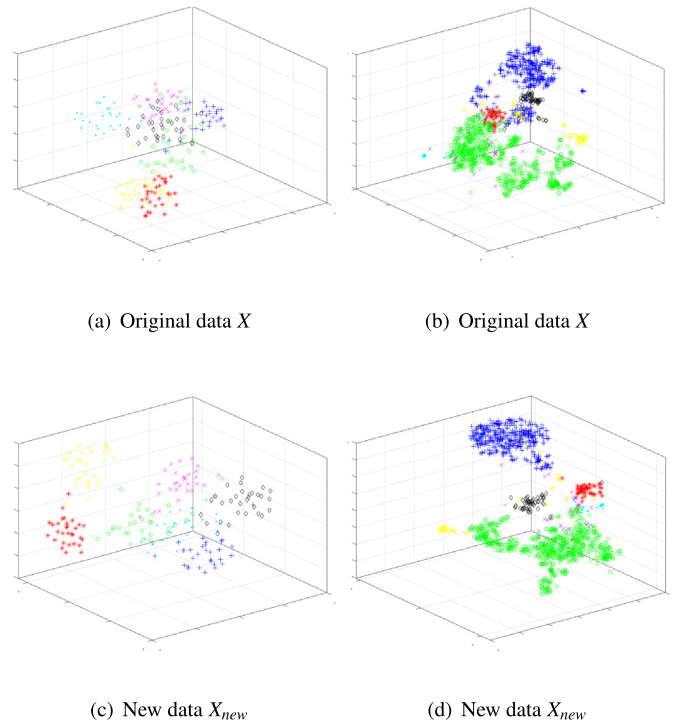 (a) Original data X
(b) Original data X
(c) New data Xnew
(d) New data Xnew